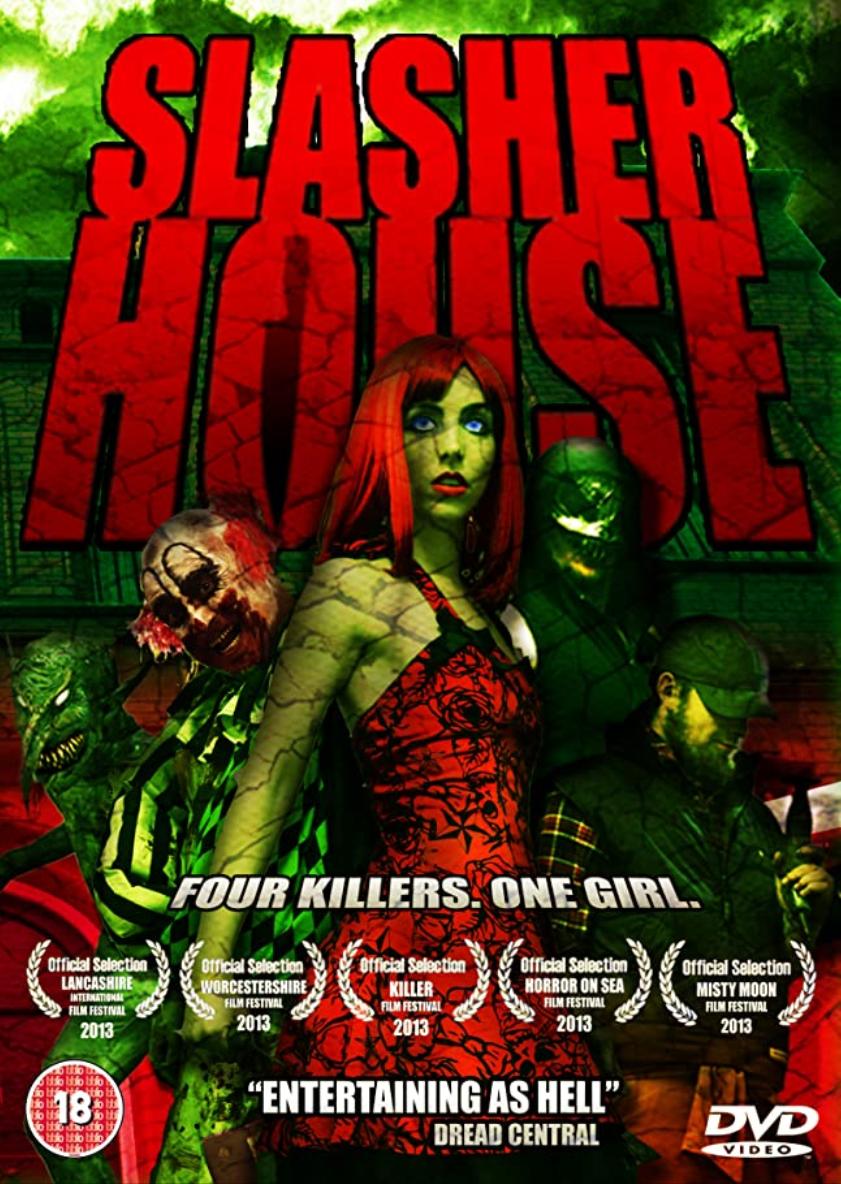 SLASHER
HOUSE
FOUR KILLERS. ONE GIRL.
Official Selection
LANCASHIRE
INTERNATIONAL
FILM FESTIVAL
2013
Official Selection
WORCESTERSHIRE
FILM FESTIVAL
2013
Official Selection
KILLER
FILM FESTIVAL
2013
Official Selection
HORROR ON SEA
FILM FESTIVAL
2013
Official Selection
MISTY MOON
FILM FESTIVAL
2013
"ENTERTAINING AS HELL"
DREAD CENTRAL
18
DVD
VIDEO